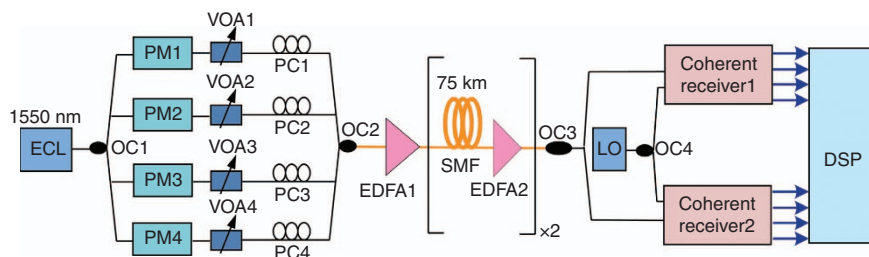 VOA1
PM1
PC1
VOA2
1550 nm
PM2
PC2
ECL
OC1
OC2
VOA3
PM3
PC3
VOA4
PM4
PC4
EDFA1
75 km
SMF
EDFA2
×2
OC3
LO
OC4
Coherent
receiver1
Coherent
receiver2
DSP